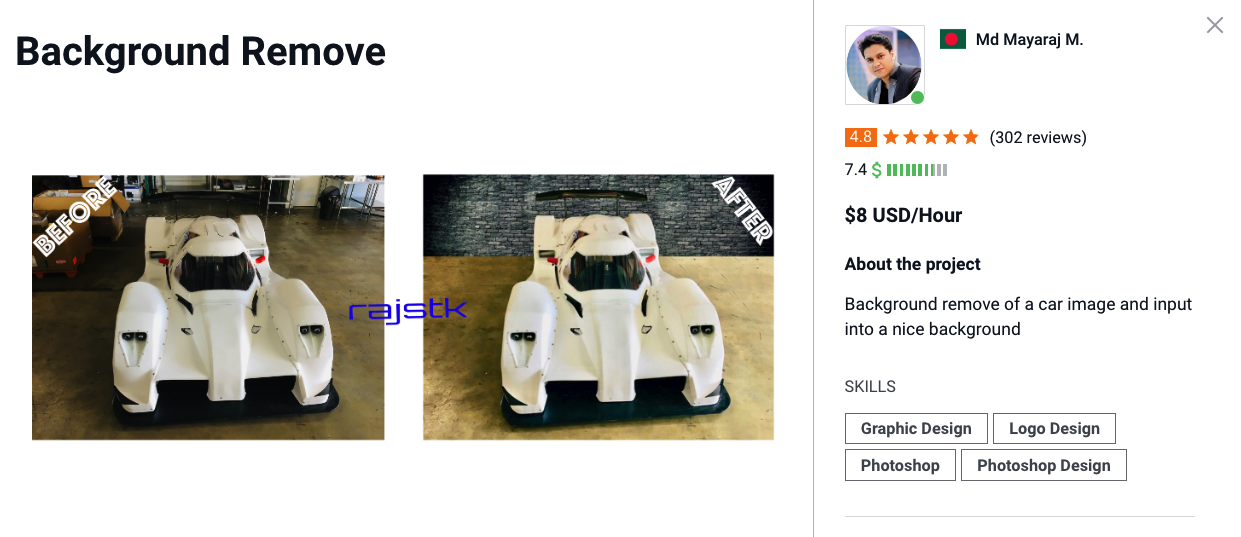 Background Remove
BEFORE
AFTER
rajstk
Md Mayaraj M.
4.8 (302 reviews)
7.4 $
$8 USD/Hour
About the project
Background remove of a car image and input
into a nice background
SKILLS
Graphic Design
Logo Design
Photoshop
Photoshop Design